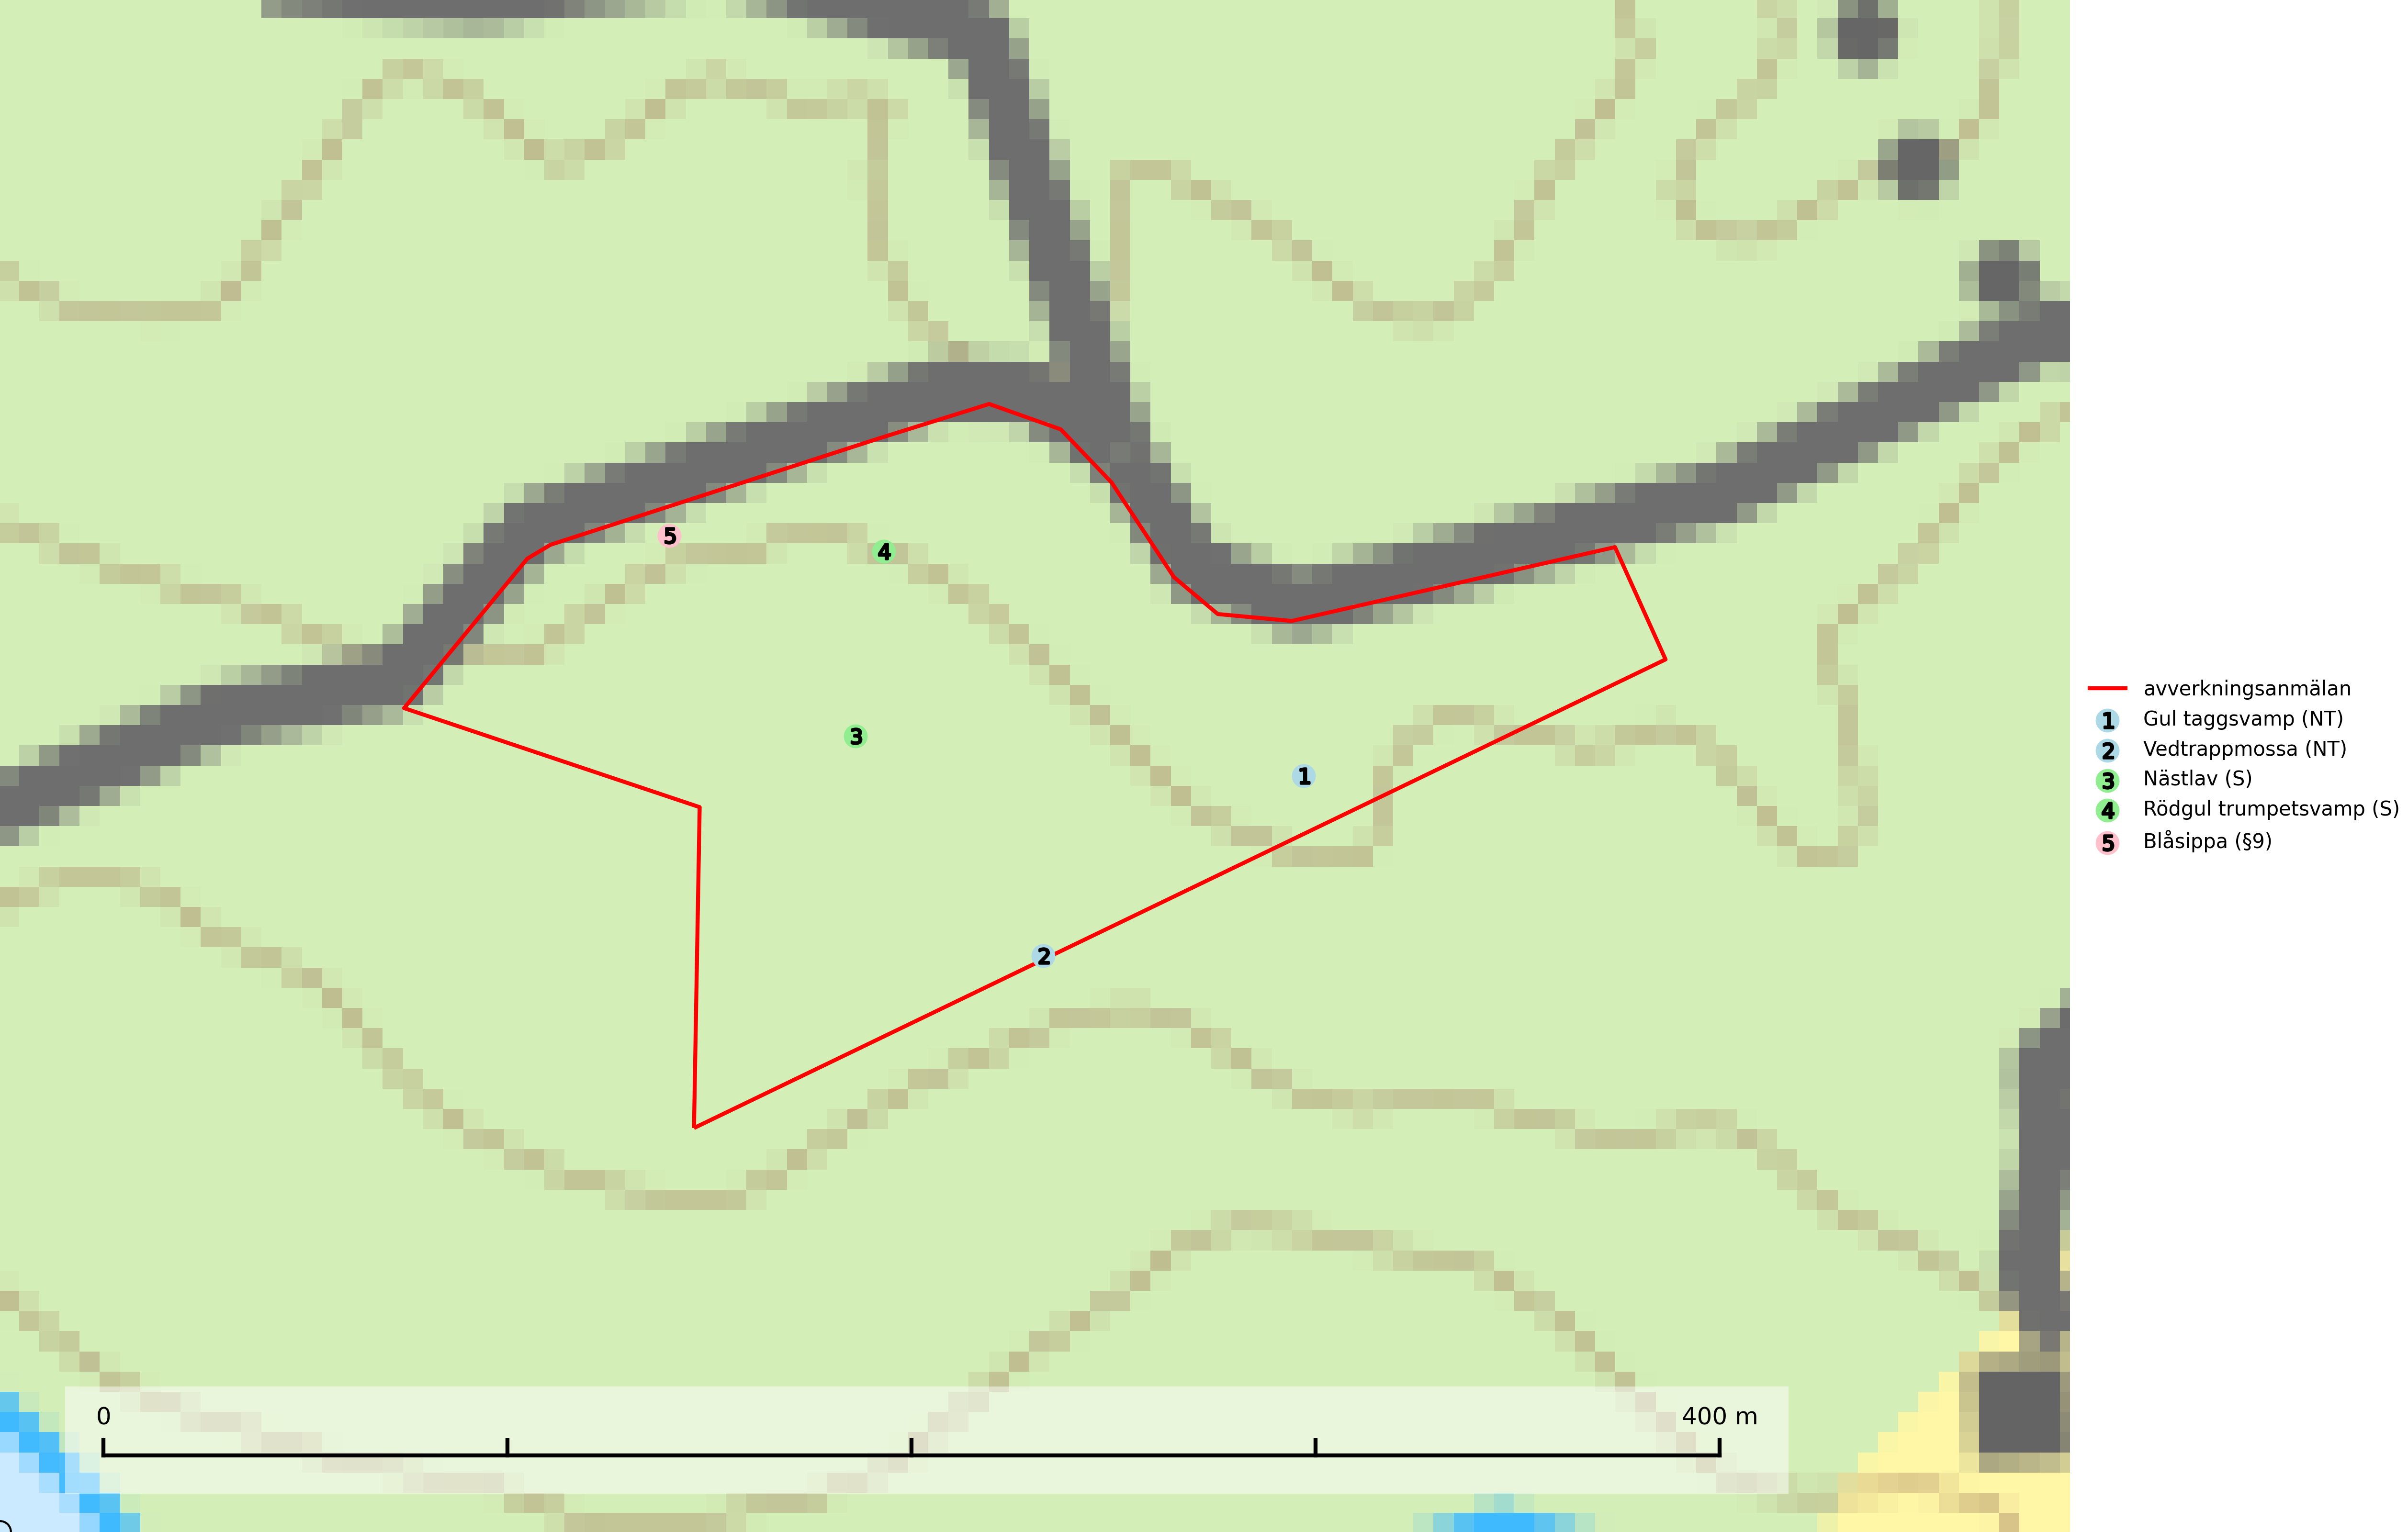 5
4
3
1
2
avverkningsanmälan
1 Gul taggsvamp (NT)
2 Vedtrappmossa (NT)
3 Nästlav (S)
4 Rödgul trumpetsvamp (S)
5 Blåsippa (§9)
0 400 m